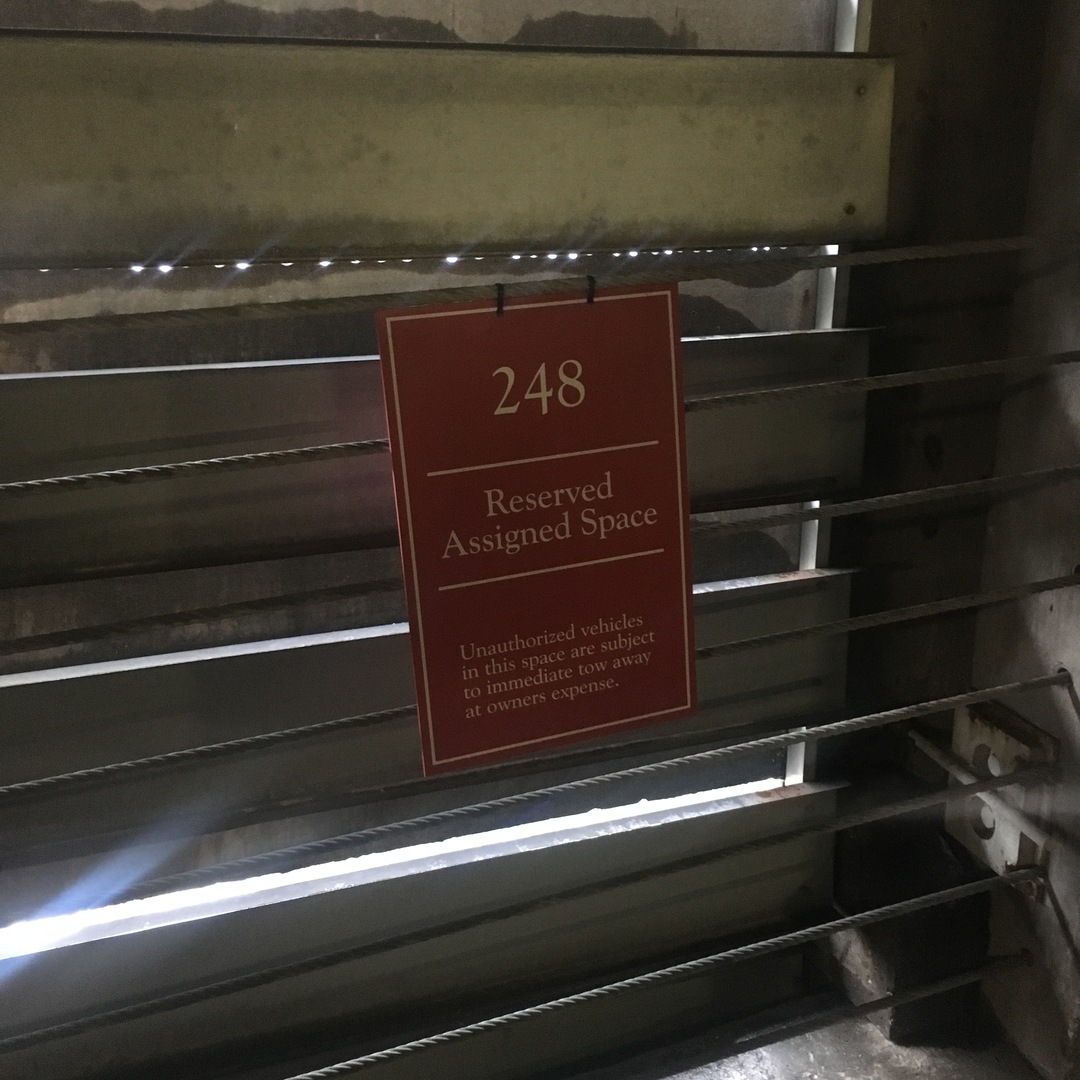 248
Reserved
Assigned Space
Unauthorized vehicles
in this space are subject
to immediate tow away
at owners expense.